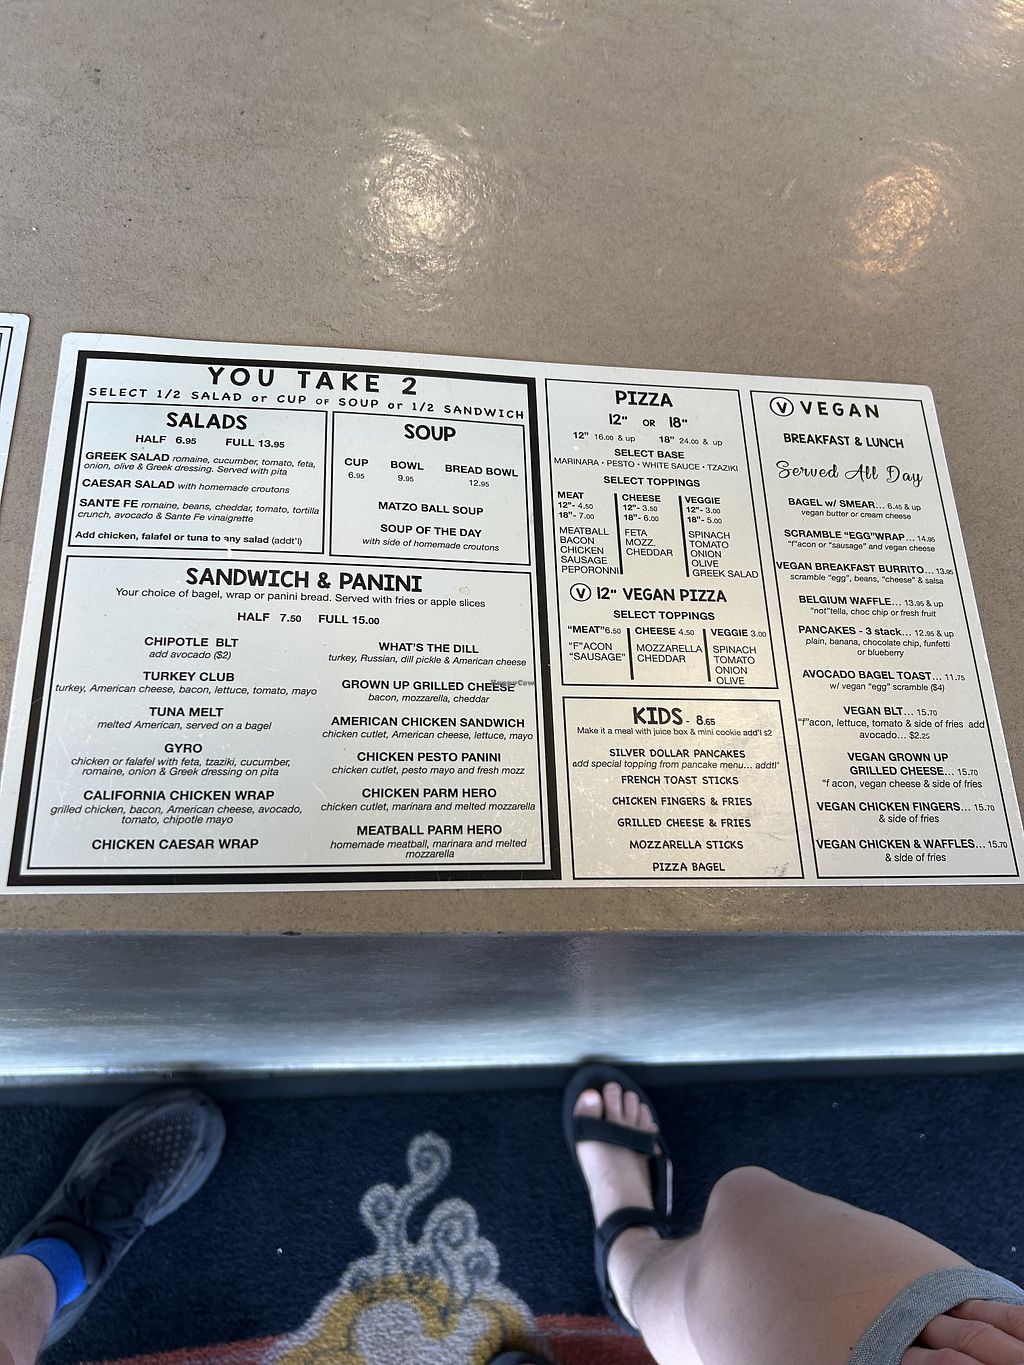 YOU TAKE 2
SELECT 1/2 SALAD or CUP OF SOUP or 1/2 SANDWICH
SALADS
HALF 6.95 FULL 13.95
GREEK SALAD romaine, cucumber, tomato, feta,
onion, olive & Greek dressing. Served with pita
CAESAR SALAD with homemade croutons
SANTE FE romaine, beans, cheddar, tomato, tortilla
crunch, avocado & Sante Fe vinaigrette
Add chicken, falafel or tuna to any salad (addt'l)
SOUP
CUP BOWL BREAD BOWL
6.95 9.95 12.95
MATZO BALL SOUP
SOUP OF THE DAY
with side of homemade croutons
SANDWICH & PANINI
Your choice of bagel, wrap or panini bread. Served with fries or apple slices
HALF 7.50 FULL 15.00
CHIPOTLE BLT
add avocado ($2)
TURKEY CLUB
turkey, American cheese, bacon, lettuce, tomato, mayo
TUNA MELT
melted American, served on a bagel
GYRO
chicken or falafel with feta, tzaziki, cucumber,
romaine, onion & Greek dressing on pita
CALIFORNIA CHICKEN WRAP
grilled chicken, bacon, American cheese, avocado,
tomato, chipotle mayo
CHICKEN CAESAR WRAP
WHAT'S THE DILL
turkey, Russian, dill pickle & American cheese
GROWN UP GRILLED CHEESE
bacon, mozzarella, cheddar
AMERICAN CHICKEN SANDWICH
chicken cutlet, American cheese, lettuce, mayo
CHICKEN PESTO PANINI
chicken cutlet, pesto mayo and fresh mozz
CHICKEN PARM HERO
chicken cutlet, marinara and melted mozzarella
MEATBALL PARM HERO
homemade meatball, marinara and melted
mozzarella
PIZZA
12" OR 18"
12" 16.00 & up 18" 24.00 & up
SELECT BASE
MARINARA • PESTO • WHITE SAUCE • TZAZIKI
SELECT TOPPINGS
MEAT
12"- 4.50
18"- 7.00
MEATBALL
BACON
CHICKEN
SAUSAGE
PEPORONNI
CHEESE
12"- 3.50
18"- 6.00
FETA
MOZZ.
CHEDDAR
VEGGIE
12"- 3.00
18"- 5.00
SPINACH
TOMATO
ONION
OLIVE
GREEK SALAD
V 12" VEGAN PIZZA
SELECT TOPPINGS
"MEAT"6.50
"F"ACON
"SAUSAGE"
CHEESE 4.50
MOZZARELLA
CHEDDAR
VEGGIE 3.00
SPINACH
TOMATO
ONION
OLIVE
KIDS - 8.65
Make it a meal with juice box & mini cookie add'l $2
SILVER DOLLAR PANCAKES
add special topping from pancake menu... addtl'
FRENCH TOAST STICKS
CHICKEN FINGERS & FRIES
GRILLED CHEESE & FRIES
MOZZARELLA STICKS
PIZZA BAGEL
V VEGAN
BREAKFAST & LUNCH
Served All Day
BAGEL w/ SMEAR... 6.45 & up
vegan butter or cream cheese
SCRAMBLE "EGG"WRAP... 14.95
"f"acon or "sausage" and vegan cheese
VEGAN BREAKFAST BURRITO... 13.95
scramble "egg", beans, "cheese" & salsa
BELGIUM WAFFLE... 13.95 & up
"not"tella, choc chip or fresh fruit
PANCAKES - 3 stack... 12.95 & up
plain, banana, chocolate chip, funfetti
or blueberry
AVOCADO BAGEL TOAST... 11.75
w/ vegan "egg" scramble ($4)
VEGAN BLT... 15.70
"f"acon, lettuce, tomato & side of fries add
avocado... $2.25
VEGAN GROWN UP
GRILLED CHEESE... 15.70
"f acon, vegan cheese & side of fries
VEGAN CHICKEN FINGERS... 15.70
& side of fries
VEGAN CHICKEN & WAFFLES... 15.70
& side of fries
HappyCow